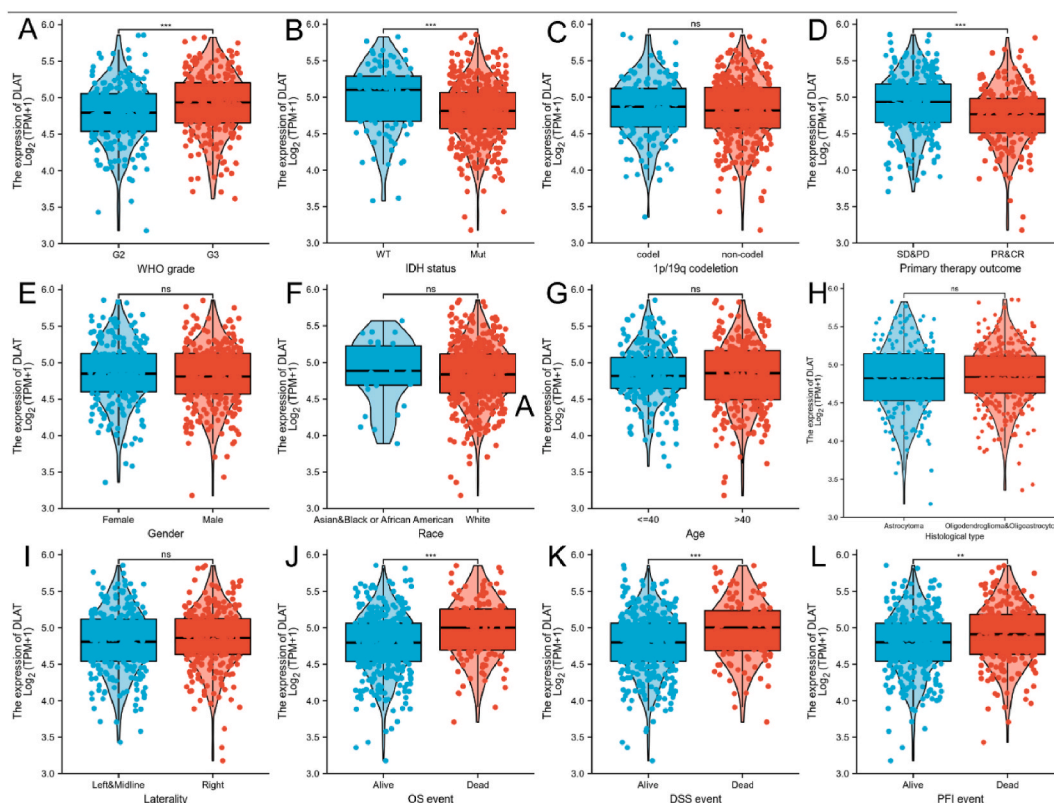 A
The expression of DLAT
Log2 (TPM+1)
6.0
5.5
5.0
4.5
4.0
3.5
3.0
***
G2
G3
WHO grade
B
The expression of DLAT
Log2 (TPM+1)
6.0
5.5
5.0
4.5
4.0
3.5
3.0
***
WT
Mut
IDH status
C
The expression of DLAT
Log2 (TPM+1)
6.0
5.5
5.0
4.5
4.0
3.5
3.0
ns
codel
non-codel
1p/19q codeletion
D
The expression of DLAT
Log2 (TPM+1)
6.0
5.5
5.0
4.5
4.0
3.5
3.0
***
SD&PD
PR&CR
Primary therapy outcome
E
The expression of DLAT
Log2 (TPM+1)
6.0
5.5
5.0
4.5
4.0
3.5
3.0
ns
Female
Male
Gender
F
The expression of DLAT
Log2 (TPM+1)
6.0
5.5
5.0
4.5
4.0
3.5
3.0
ns
Asian&Black or African American
White
Race
A
G
The expression of DLAT
Log2 (TPM+1)
6.0
5.5
5.0
4.5
4.0
3.5
3.0
ns
<=40
>40
Age
H
The expression of DLAT
Log2 (TPM+1)
6.0
5.5
5.0
4.5
4.0
3.5
3.0
ns
Astrocytoma
Oligodendroglioma&Oligoastrocyto
Histological type
I
The expression of DLAT
Log2 (TPM+1)
6.0
5.5
5.0
4.5
4.0
3.5
3.0
ns
Left&Midline
Right
Laterality
J
The expression of DLAT
Log2 (TPM+1)
6.0
5.5
5.0
4.5
4.0
3.5
3.0
***
Alive
Dead
OS event
K
The expression of DLAT
Log2 (TPM+1)
6.0
5.5
5.0
4.5
4.0
3.5
3.0
***
Alive
Dead
DSS event
L
The expression of DLAT
Log2 (TPM+1)
6.0
5.5
5.0
4.5
4.0
3.5
3.0
**
Alive
Dead
PFI event